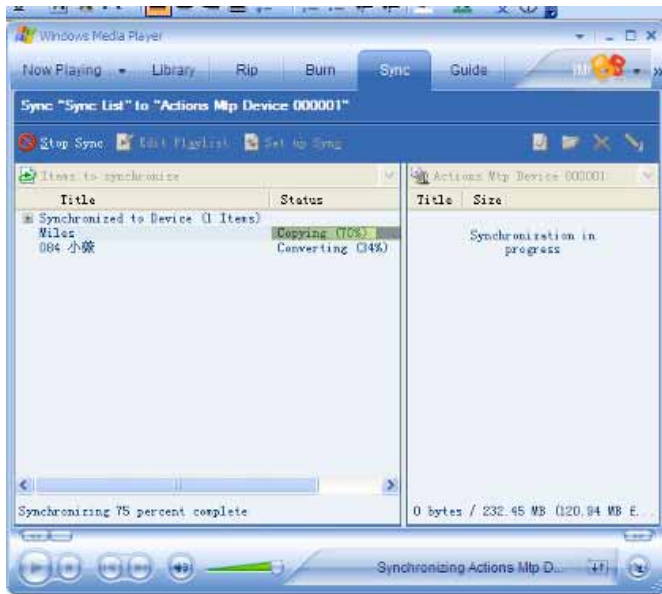 Windows Media Player
Now Playing Library Rip Burn Sync Guide
Sync "Sync List" to "Actions Mtp Device 000001"
Stop Sync Edit Playlist Set up Sync
Items to synchronize
Actions Mtp Device 000001
Title Status
Title Size
Synchronized to Device (1 Items)
Miles Copying (70%)
084 小薇 Converting (34%)
Synchronization in
progress
Synchronizing 75 percent complete
0 bytes / 232.45 MB (120.94 MB
Synchronizing Actions Mtp D...